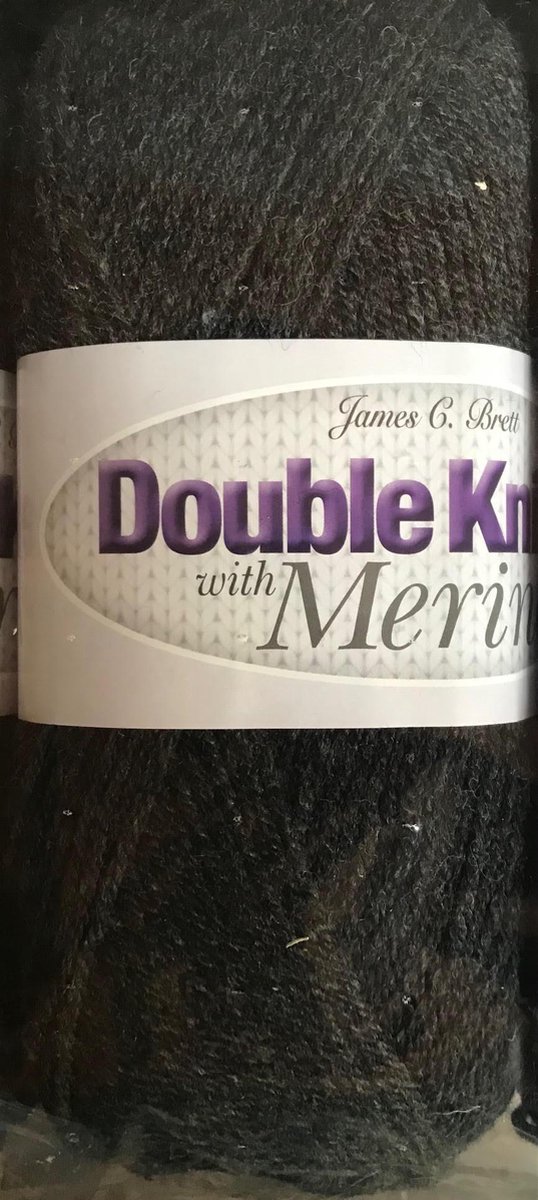 James C. Brett
Double Kn
with Merin